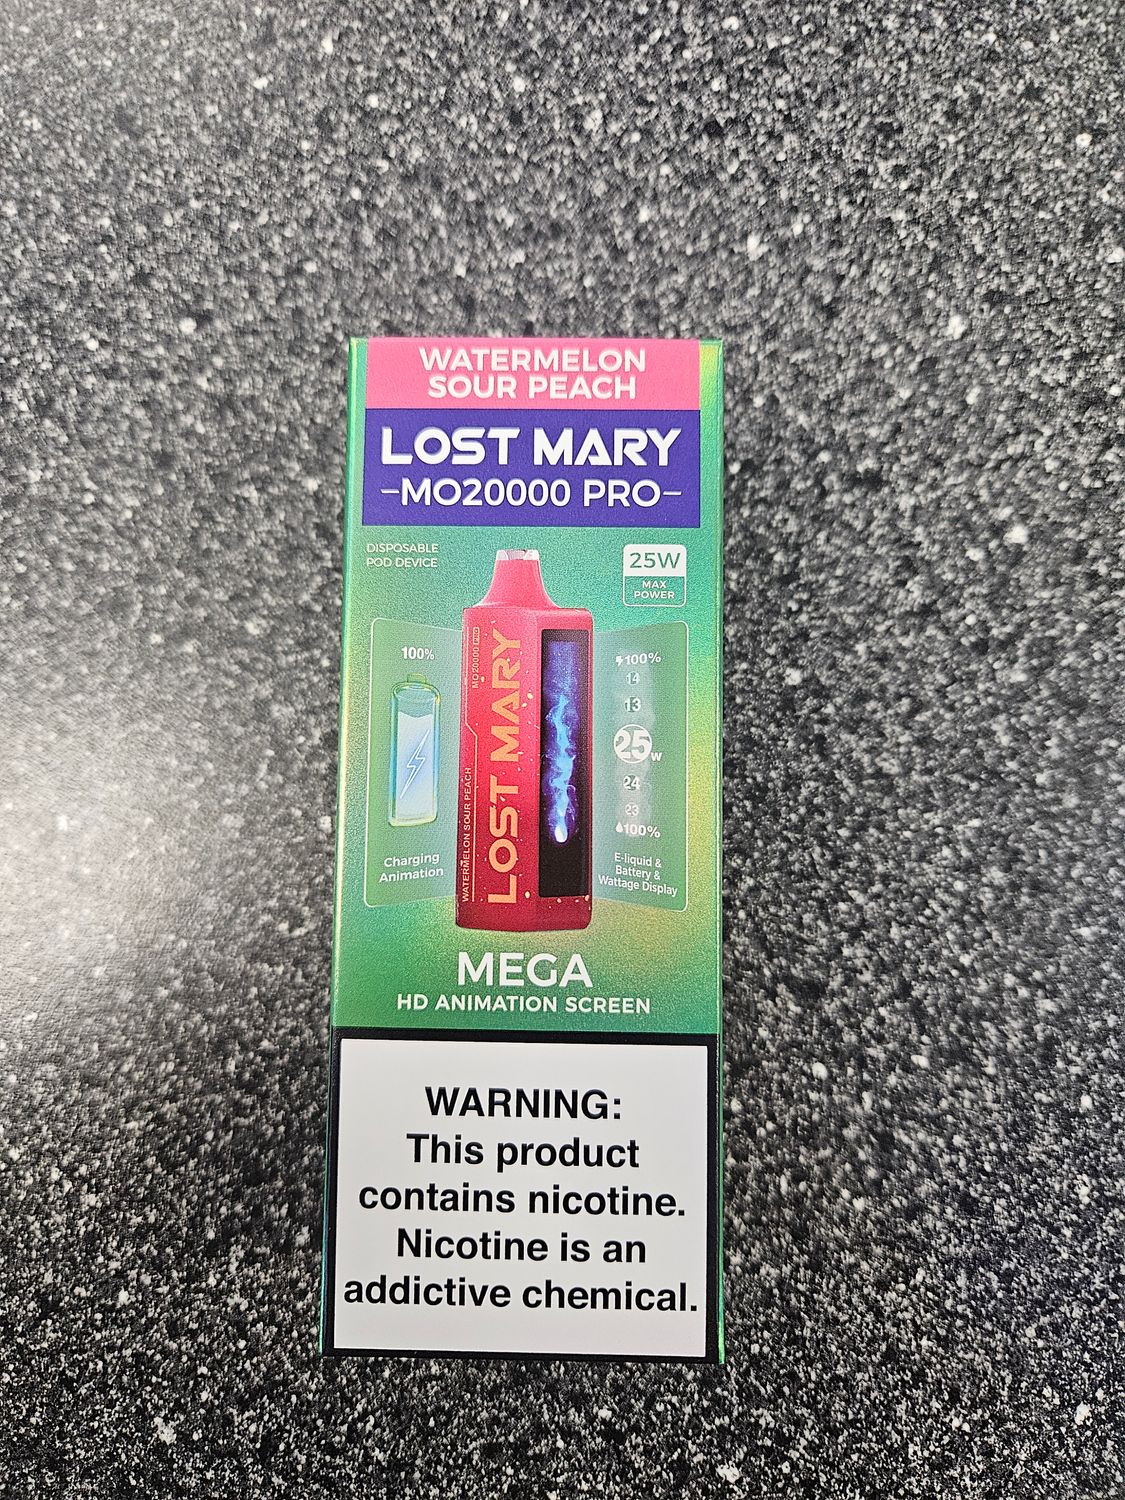 WATERMELON
SOUR PEACH
LOST MARY
–MO20000 PRO–
DISPOSABLE
POD DEVICE
25W
MAX
POWER
100%
Charging
Animation
WATERMELON SOUR PEACH
MO20000 PRO
LOST MARY
100%
14
13
25W
24
23
100%
E-liquid &
Battery &
Wattage Display
MEGA
HD ANIMATION SCREEN
WARNING:
This product
contains nicotine.
Nicotine is an
addictive chemical.